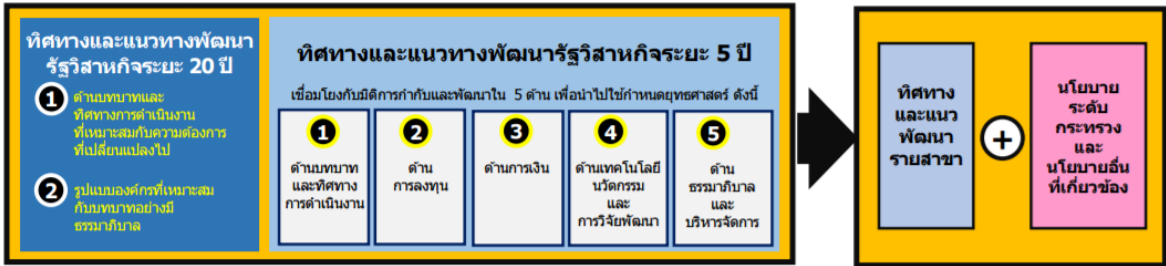 ทิศทางและแนวทางพัฒนา
รัฐวิสาหกิจระยะ 20 ปี
1 ด้านบทบาทและ
ทิศทางการดำเนินงาน
ที่เหมาะสมกับความต้องการ
ที่เปลี่ยนแปลงไป
2 รูปแบบองค์กรที่เหมาะสม
กับบทบาทอย่างมี
ธรรมาภิบาล
ทิศทางและแนวทางพัฒนารัฐวิสาหกิจระยะ 5 ปี
เชื่อมโยงกับมิติการกำกับและพัฒนาใน 5 ด้าน เพื่อนำไปใช้กำหนดยุทธศาสตร์ ดังนี้
1
ด้านบทบาท
และทิศทาง
การดำเนินงาน
2
ด้าน
การลงทุน
3
ด้านการเงิน
4
ด้านเทคโนโลยี
นวัตกรรม
และ
การวิจัยพัฒนา
5
ด้าน
ธรรมาภิบาล
และ
บริหารจัดการ
ทิศทาง
และแนว
พัฒนา
รายสาขา
+
นโยบาย
ระดับ
กระทรวง
และ
นโยบายอื่น
ที่เกี่ยวข้อง